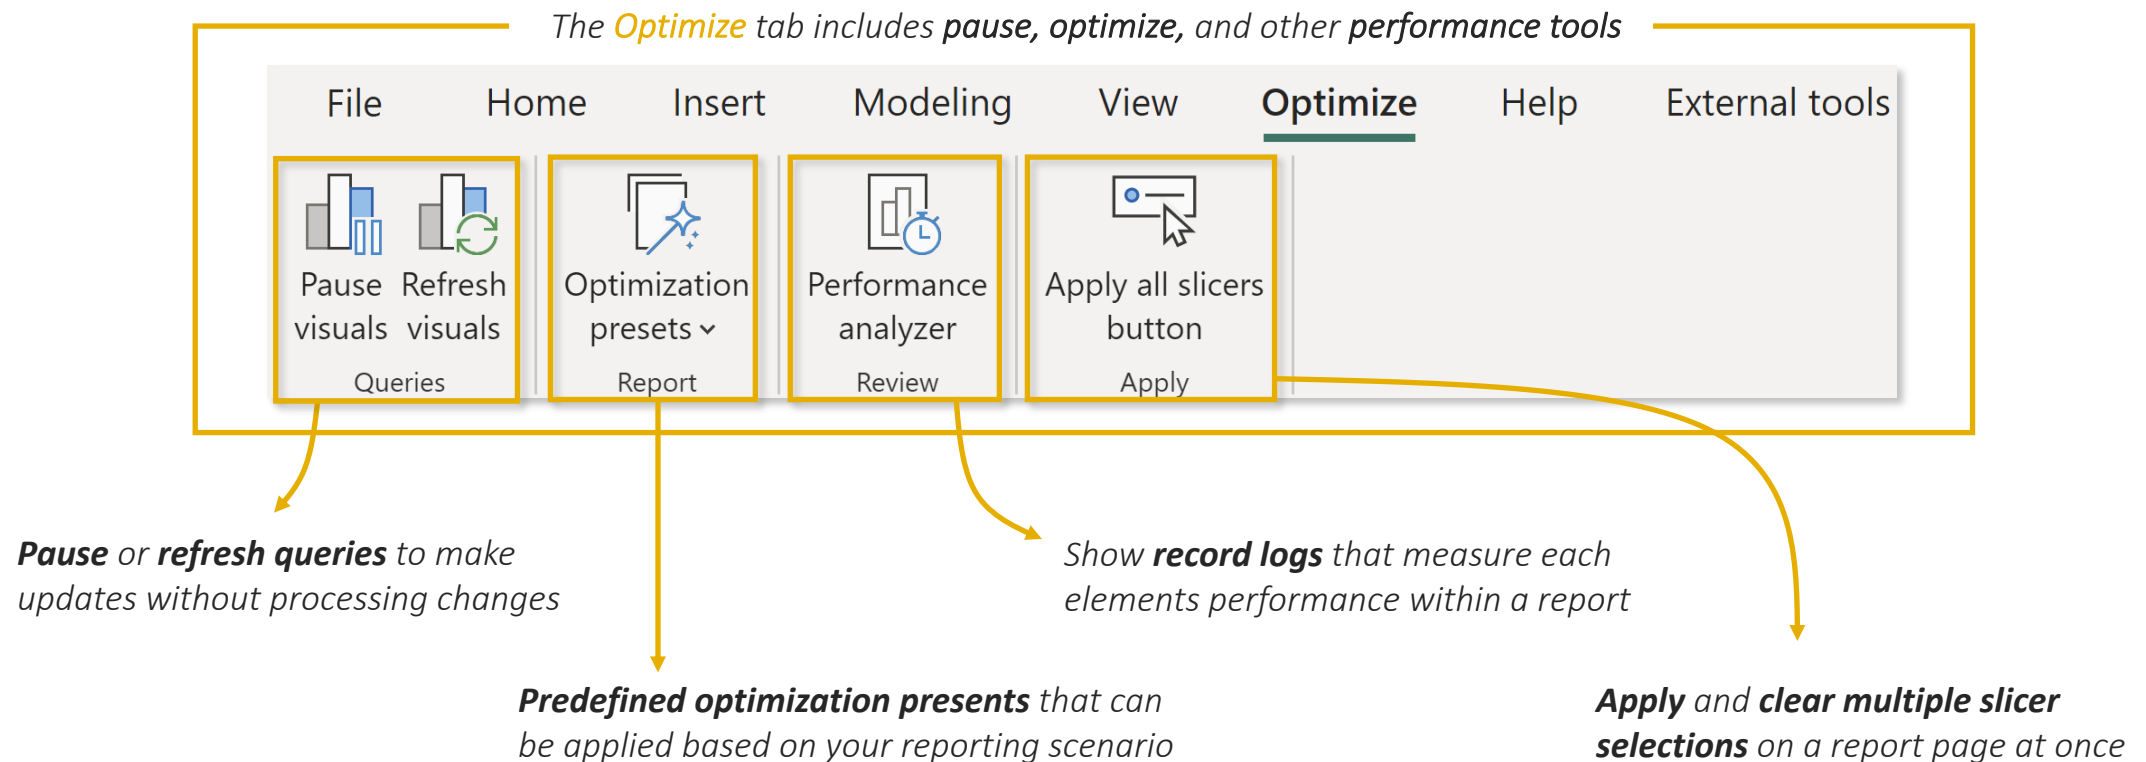 The Optimize tab includes pause, optimize, and other performance tools
File Home Insert Modeling View Optimize Help External tools
Pause visuals
Refresh visuals
Optimization presets
Performance analyzer
Apply all slicers button
Queries Report Review Apply
Pause or refresh queries to make
updates without processing changes
Show record logs that measure each
elements performance within a report
Predefined optimization presents that can
be applied based on your reporting scenario
Apply and clear multiple slicer
selections on a report page at once